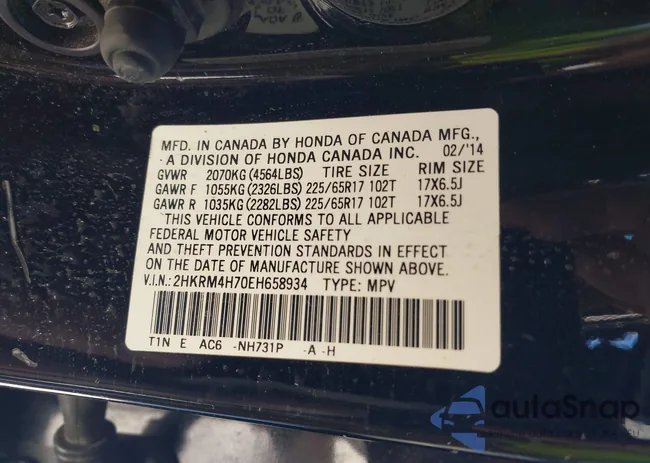 MFD. IN CANADA BY HONDA OF CANADA MFG.,
A DIVISION OF HONDA CANADA INC. 02/'14
GVWR 2070KG (4564LBS) TIRE SIZE RIM SIZE
GAWR F 1055KG (2326LBS) 225/65R17 102T 17X6.5J
GAWR R 1035KG (2282LBS) 225/65R17 102T 17X6.5J
THIS VEHICLE CONFORMS TO ALL APPLICABLE
FEDERAL MOTOR VEHICLE SAFETY
AND THEFT PREVENTION STANDARDS IN EFFECT
ON THE DATE OF MANUFACTURE SHOWN ABOVE.
V.I.N.: 2HKRM4H70EH658934 TYPE: MPV
T1N E AC6 -NH731P -A -H
autoSnap